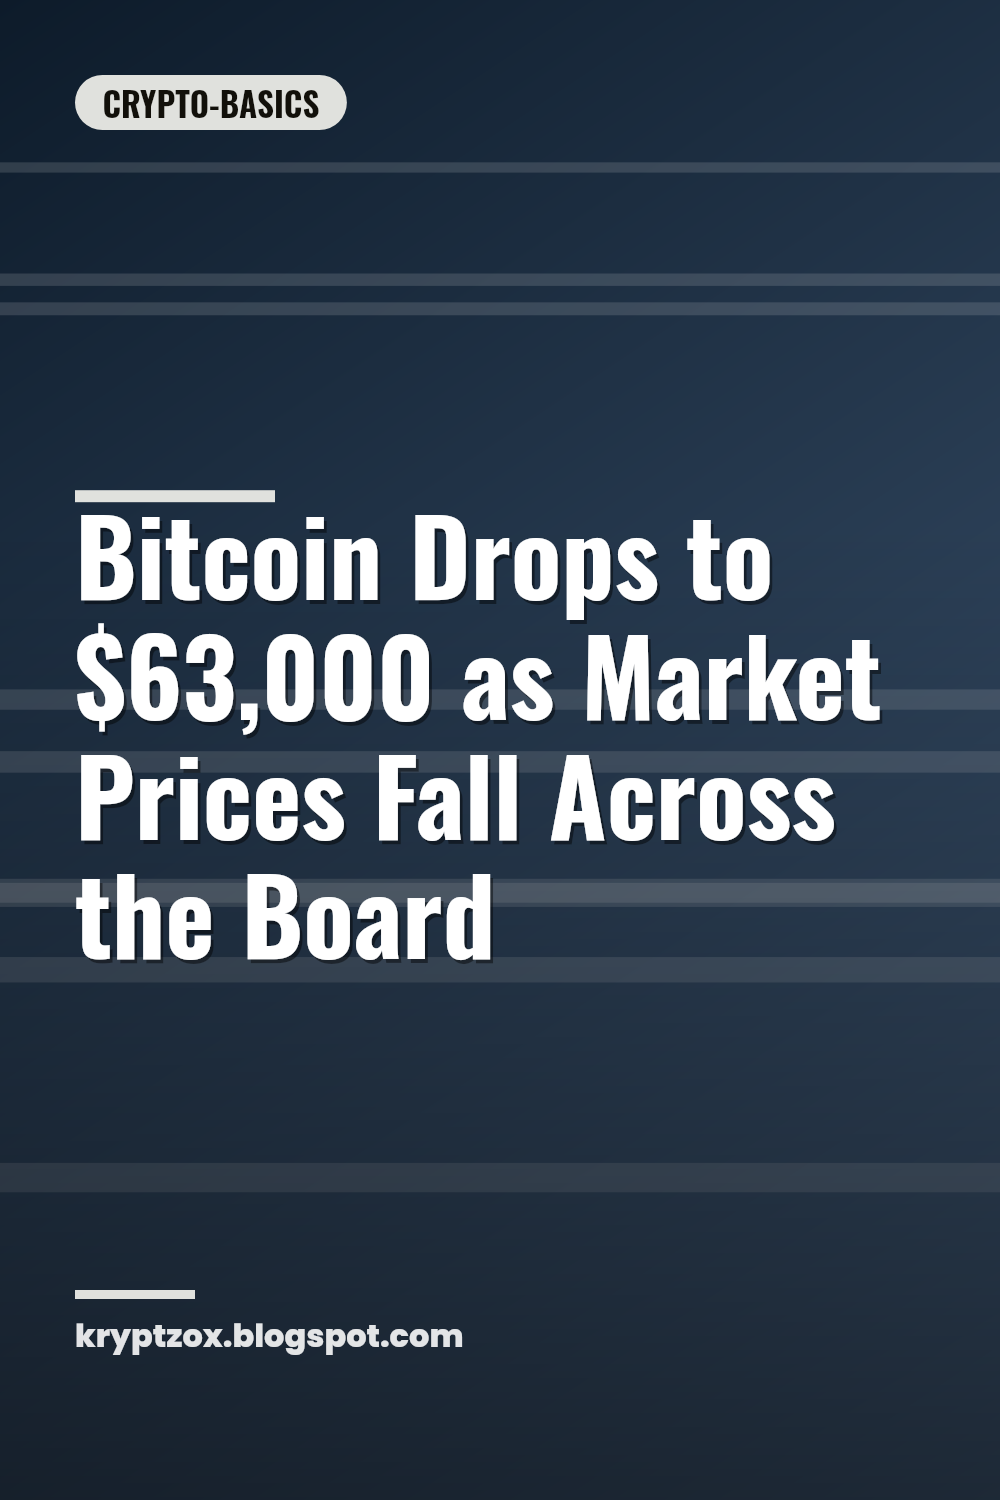 CRYPTO-BASICS
Bitcoin Drops to
$63,000 as Market
Prices Fall Across
the Board
kryptzox.blogspot.com